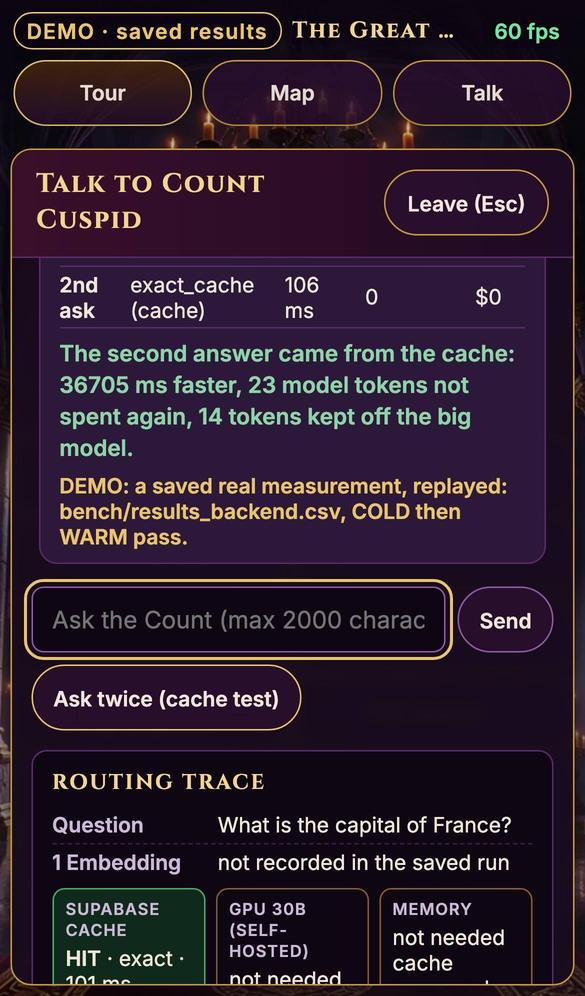 DEMO · saved results THE GREAT … 60 fps
Tour Map Talk
TALK TO COUNT
CUSPID
Leave (Esc)
2nd ask exact_cache (cache) 106 ms 0 $0
The second answer came from the cache:
36705 ms faster, 23 model tokens not
spent again, 14 tokens kept off the big
model.
DEMO: a saved real measurement, replayed:
bench/results_backend.csv, COLD then
WARM pass.
Ask the Count (max 2000 charac
Send
Ask twice (cache test)
ROUTING TRACE
Question What is the capital of France?
1 Embedding not recorded in the saved run
SUPABASE
CACHE
HIT · exact ·
101 ms
GPU 30B
(SELF-
HOSTED)
not needed
MEMORY
not needed
cache